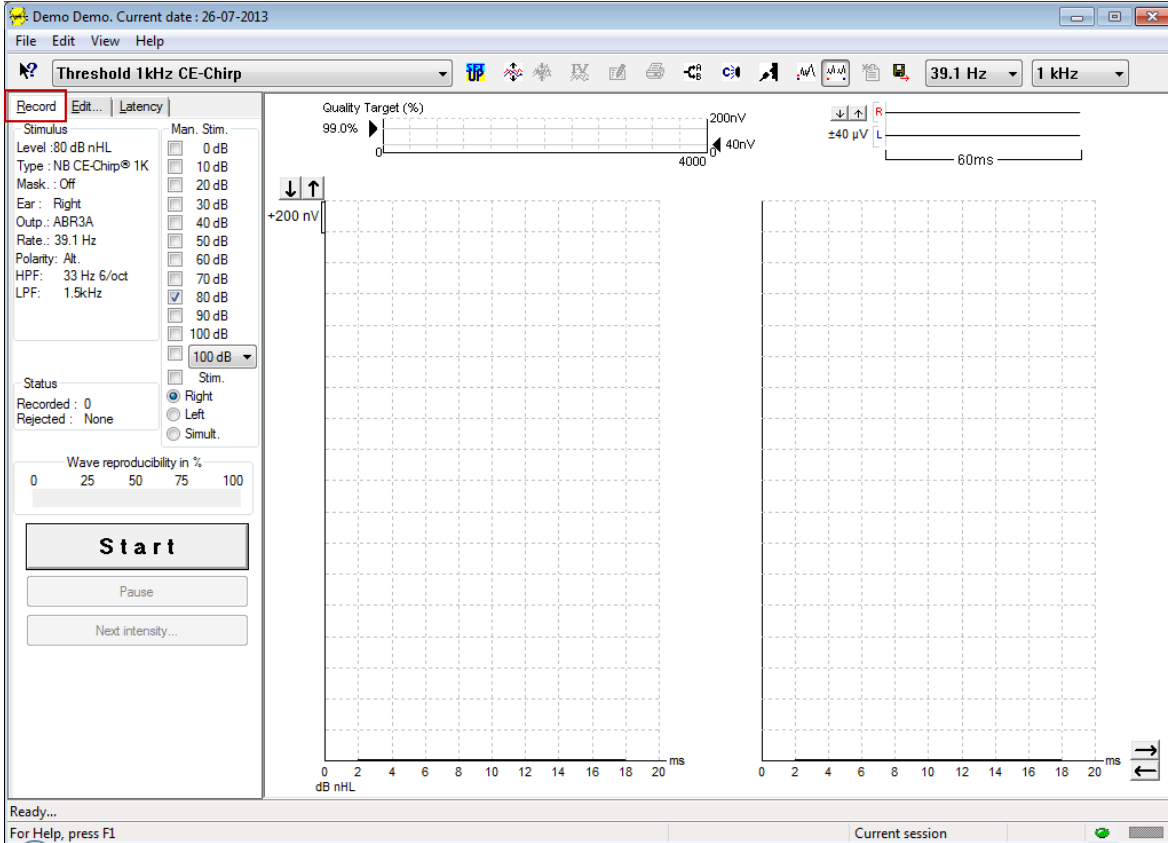 Demo Demo. Current date : 26-07-2013
File Edit View Help
Threshold 1kHz CE-Chirp
39.1 Hz
1 kHz
Record Edit... Latency
Stimulus
Level :80 dB nHL
Type : NB CE-Chirp® 1K
Mask. : Off
Ear : Right
Outp.: ABR3A
Rate.: 39.1 Hz
Polarity: Alt.
HPF: 33 Hz 6/oct
LPF: 1.5kHz
Man. Stim.
0 dB
10 dB
20 dB
30 dB
40 dB
50 dB
60 dB
70 dB
80 dB
90 dB
100 dB
100 dB
Stim.
Right
Left
Simult.
Status
Recorded : 0
Rejected : None
Wave reproducibility in %
0 25 50 75 100
Start
Pause
Next intensity...
Quality Target (%)
99.0%
0
200nV
40nV
0
4000
R
±40 µV L
60ms
+200 nV
0 2 4 6 8 10 12 14 16 18 20 ms
dB nHL
0 2 4 6 8 10 12 14 16 18 20 ms
Ready...
For Help, press F1
Current session